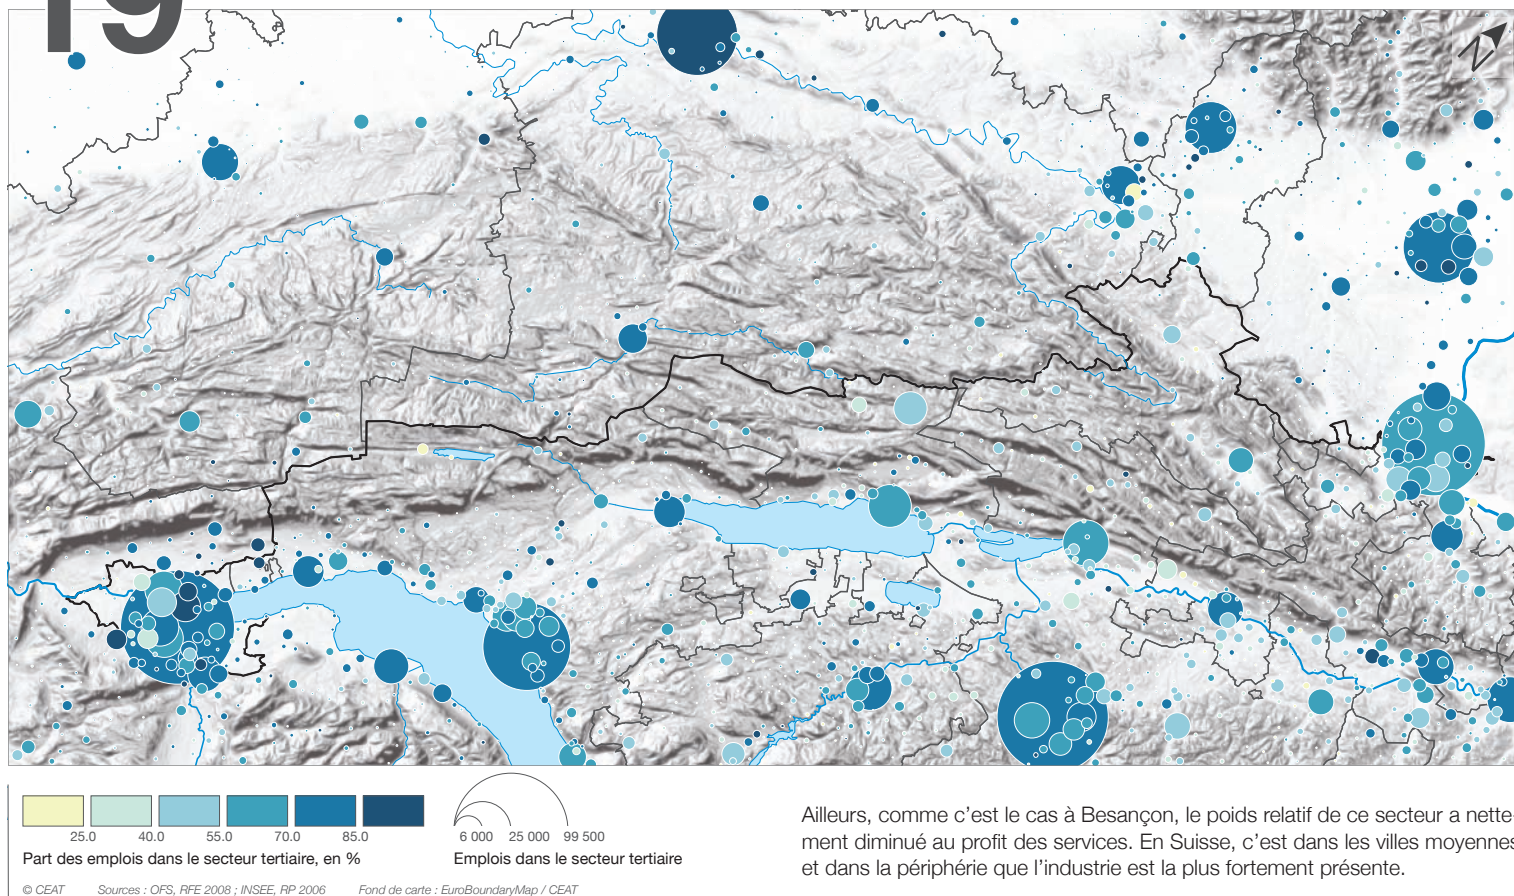 19
N
25.0 40.0 55.0 70.0 85.0
Part des emplois dans le secteur tertiaire, en %
6 000 25 000 99 500
Emplois dans le secteur tertiaire
© CEAT Sources : OFS, RFE 2008 ; INSEE, RP 2006 Fond de carte : EuroBoundaryMap / CEAT
Ailleurs, comme c’est le cas à Besançon, le poids relatif de ce secteur a nette-
ment diminué au profit des services. En Suisse, c’est dans les villes moyennes
et dans la périphérie que l’industrie est la plus fortement présente.